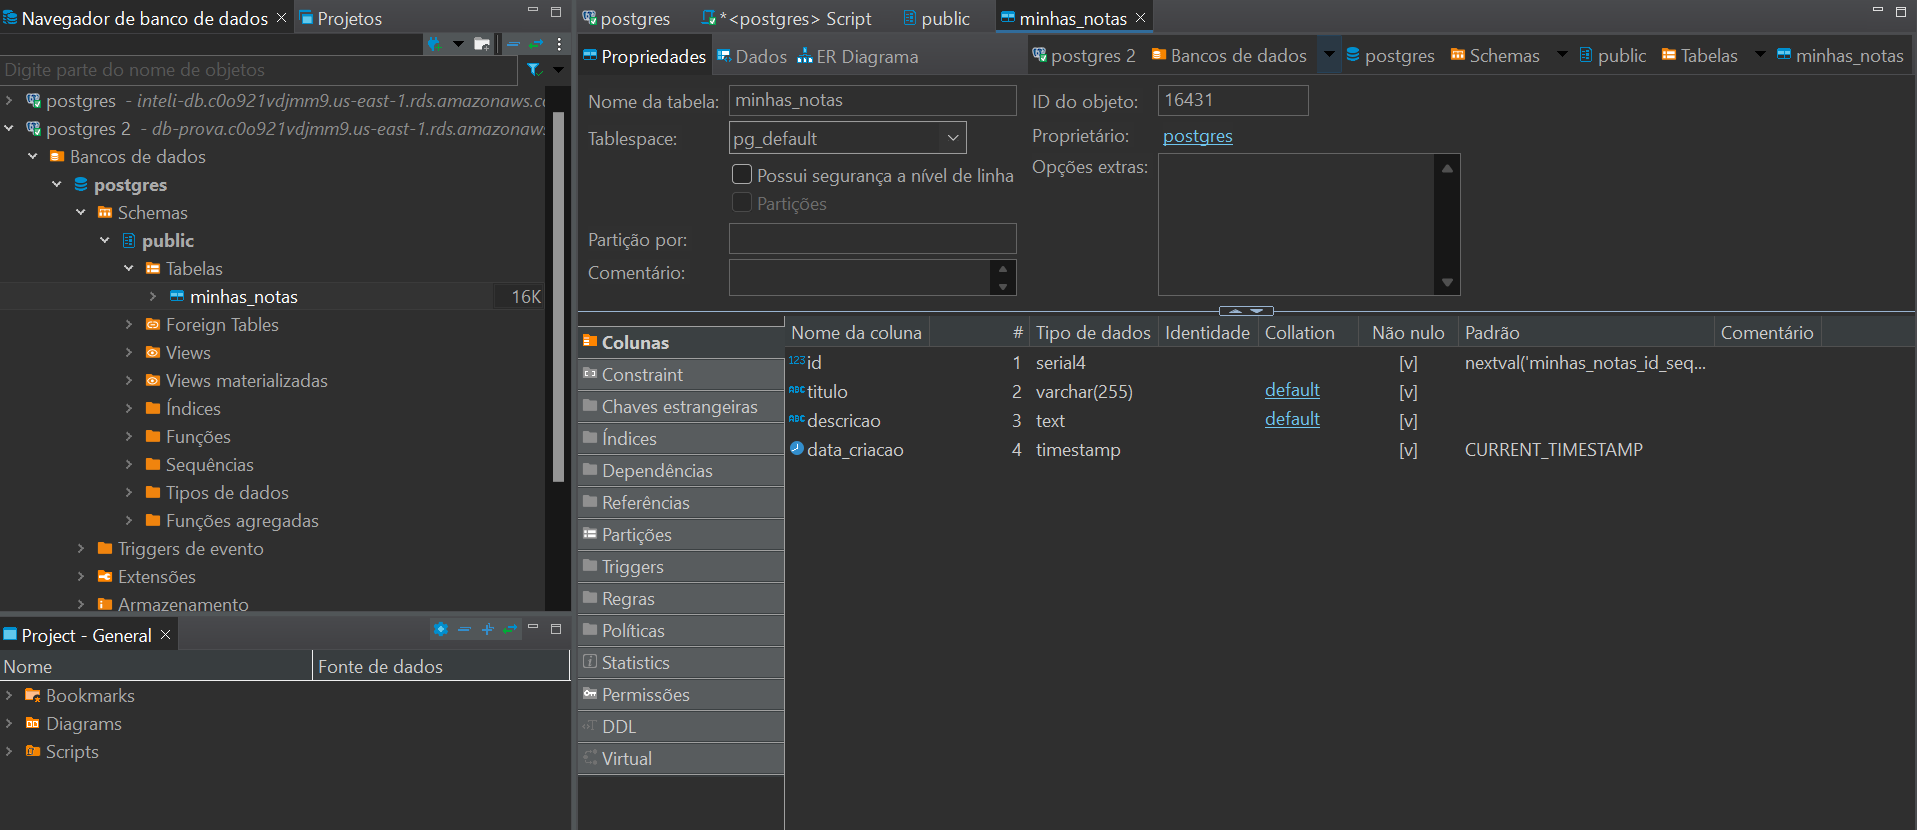 Navegador de banco de dados
Projetos
Digite parte do nome de objetos
postgres - inteli-db.c0o921vdjmm9.us-east-1.rds.amazonaws.co
postgres 2 - db-prova.c0o921vdjmm9.us-east-1.rds.amazonaws.
Bancos de dados
postgres
Schemas
public
Tabelas
minhas_notas 16K
Foreign Tables
Views
Views materializadas
Índices
Funções
Sequências
Tipos de dados
Funções agregadas
Triggers de evento
Extensões
Armazenamento
Project - General
Nome Fonte de dados
Bookmarks
Diagrams
Scripts
postgres *<postgres> Script public minhas_notas
Propriedades Dados ER Diagrama
postgres 2 Bancos de dados postgres Schemas public Tabelas minhas_notas
Nome da tabela: minhas_notas
Tablespace: pg_default
Possui segurança a nível de linha
Partições
Partição por:
Comentário:
ID do objeto: 16431
Proprietário: postgres
Opções extras:
Colunas
Constraint
Chaves estrangeiras
Índices
Dependências
Referências
Partições
Triggers
Regras
Políticas
Statistics
Permissões
DDL
Virtual
Nome da coluna # Tipo de dados Identidade Collation Não nulo Padrão Comentário
123 id 1 serial4 [v] nextval('minhas_notas_id_seq...
ABC titulo 2 varchar(255) default [v]
ABC descricao 3 text default [v]
data_criacao 4 timestamp [v] CURRENT_TIMESTAMP